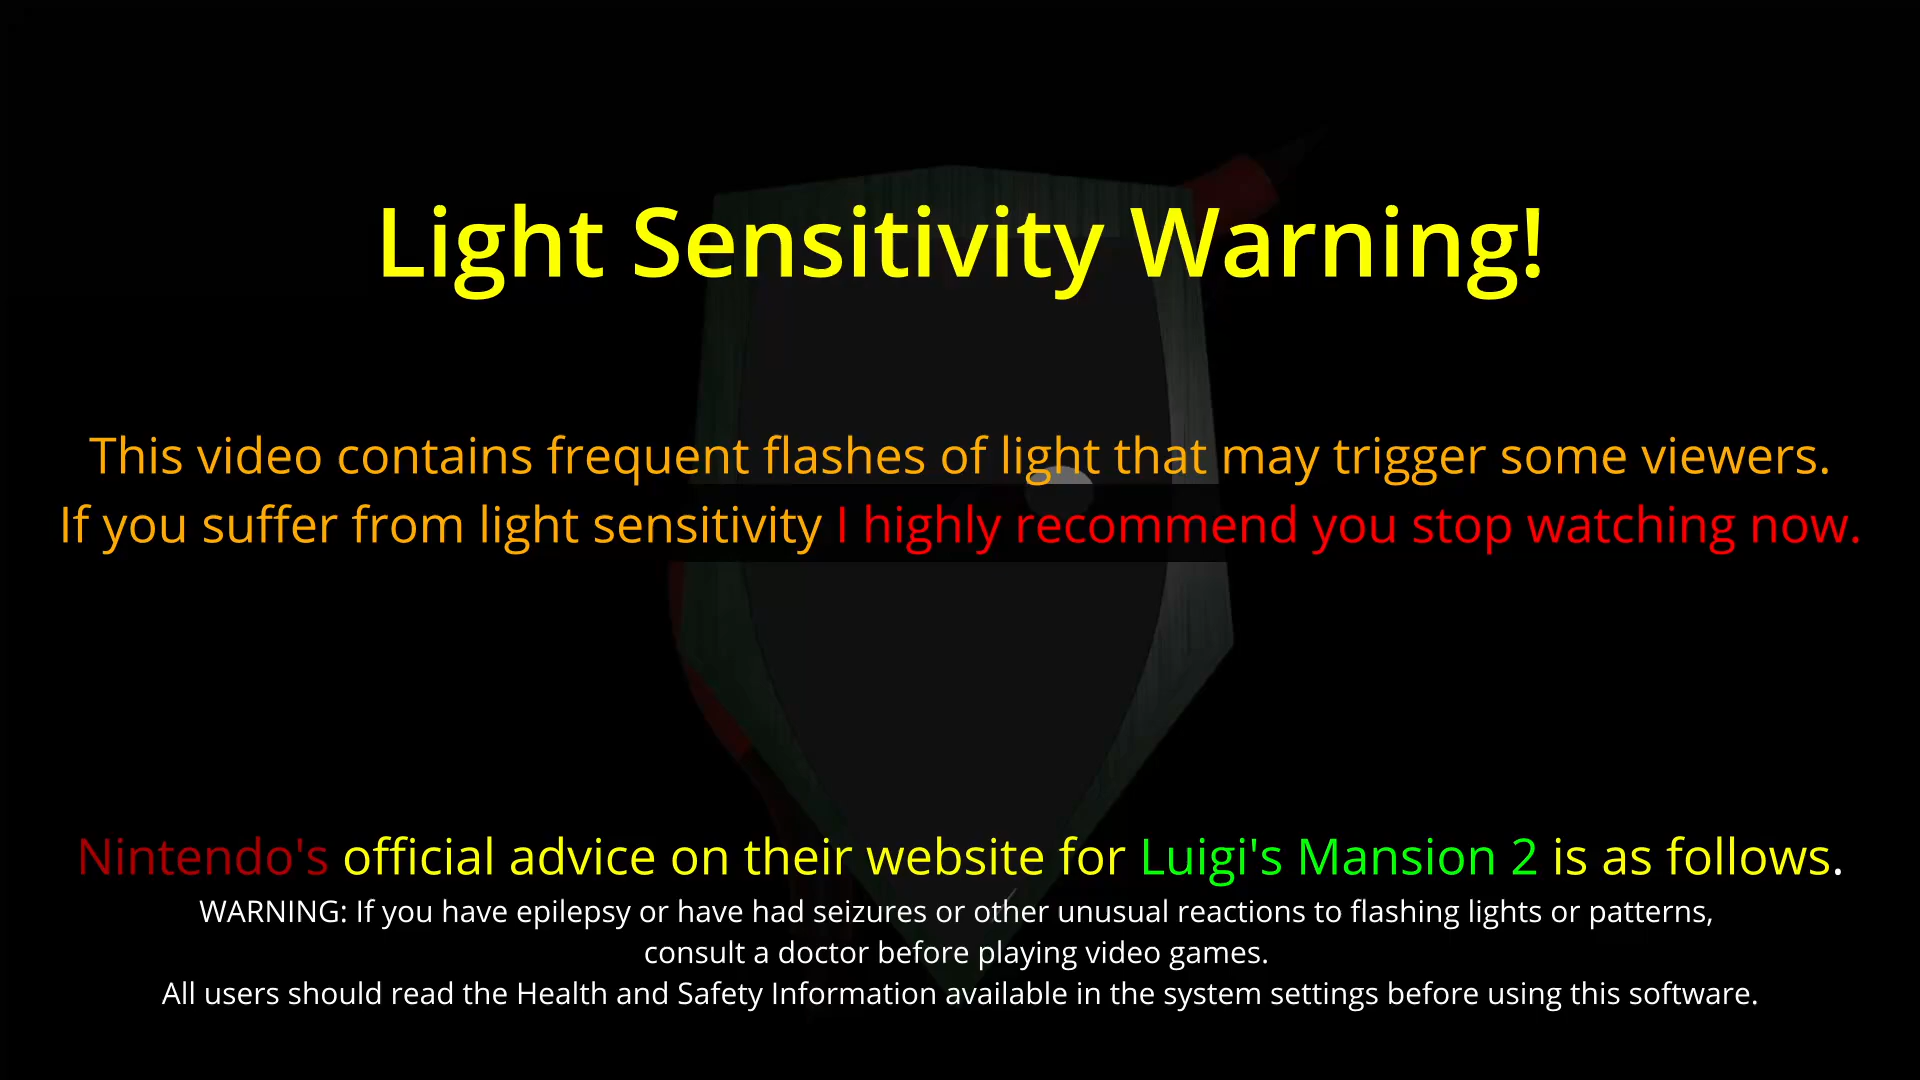 Light Sensitivity Warning!
This video contains frequent flashes of light that may trigger some viewers.
If you suffer from light sensitivity I highly recommend you stop watching now.
Nintendo's official advice on their website for Luigi's Mansion 2 is as follows.
WARNING: If you have epilepsy or have had seizures or other unusual reactions to flashing lights or patterns,
consult a doctor before playing video games.
All users should read the Health and Safety Information available in the system settings before using this software.